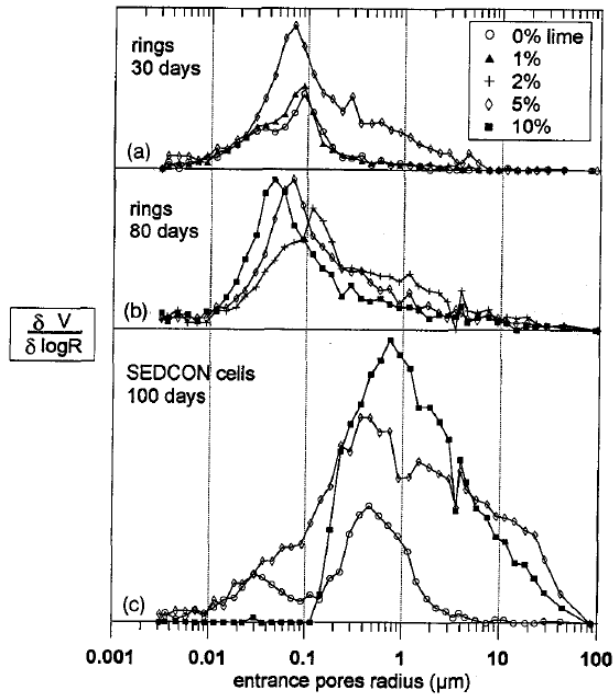 rings
30 days
0% lime
1%
2%
5%
10%
(a)
rings
80 days
(b)
δ V
δ logR
SEDCON cells
100 days
(c)
0.001 0.01 0.1 1 10 100
entrance pores radius (µm)